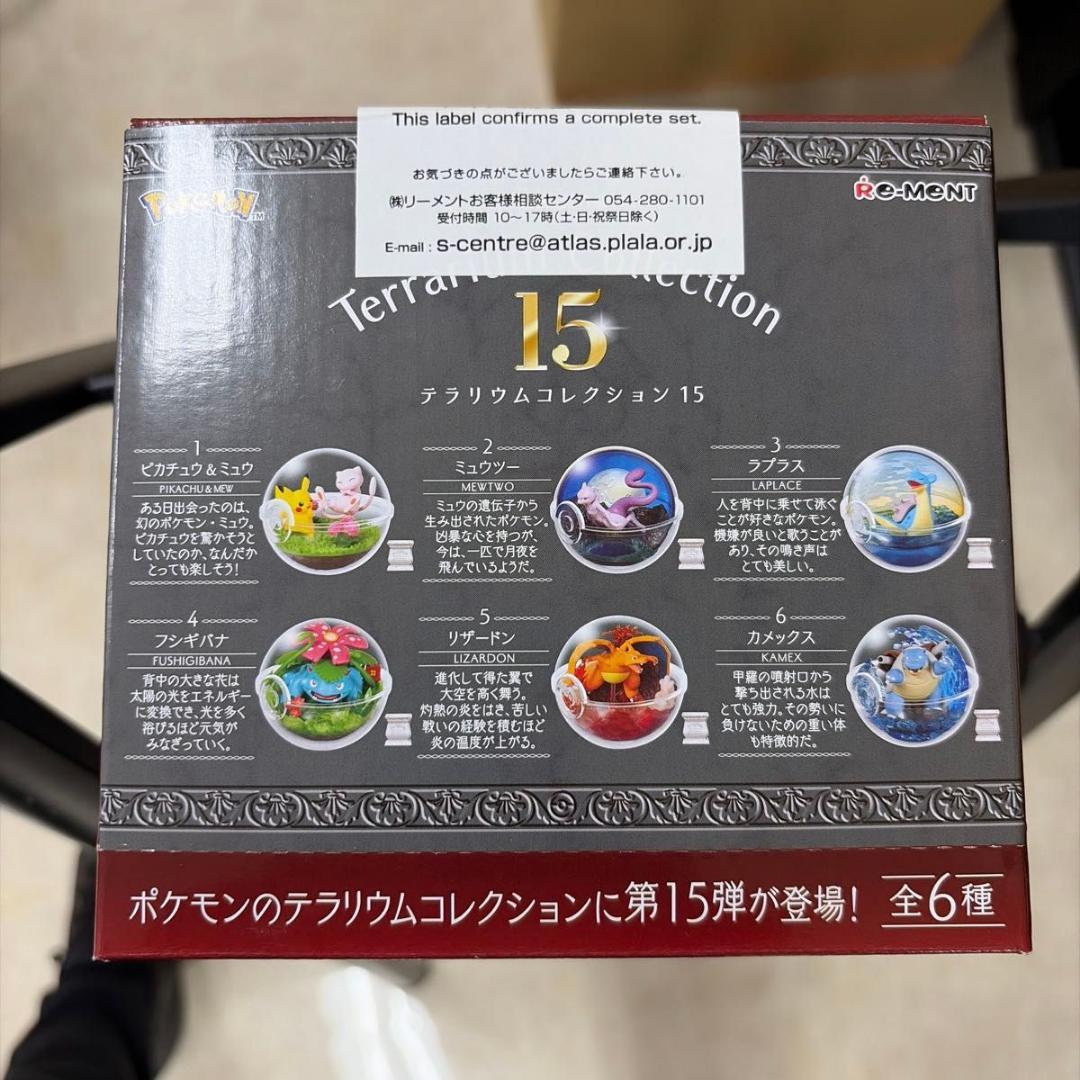 This label confirms a complete set.
お気づきの点がございましたらご連絡下さい。
㈱リーメントお客様相談センター 054-280-1101
受付時間 10〜17時(土・日・祝祭日除く)
E-mail : s-centre@atlas.plala.or.jp
POKéMON TM
Re-MeNT
Terrarium Collection
15
テラリウムコレクション 15
1
ピカチュウ&ミュウ
PIKACHU & MEW
ある日出会ったのは、
幻のポケモン・ミュウ。
ピカチュウを驚かそうと
していたのか、なんだか
とっても楽しそう!
2
ミュウツー
MEWTWO
ミュウの遺伝子から
生み出されたポケモン。
凶暴な心を持つが、
今は、一匹で月夜を
飛んでいるようだ。
3
ラプラス
LAPLACE
人を背中に乗せて泳ぐ
ことが好きなポケモン。
機嫌が良いと歌うことが
あり、その鳴き声は
とても美しい。
4
フシギバナ
FUSHIGIBANA
背中の大きな花は
太陽の光をエネルギー
に変換でき、光を多く
浴びるほど元気が
みなぎっていく。
5
リザードン
LIZARDON
進化して得た翼で
大空を高く舞う。
灼熱の炎をはき、苦しい
戦いの経験を積むほど
炎の温度が上がる。
6
カメックス
KAMEX
甲羅の噴射口から
撃ち出される水は
とても強力。その勢いに
負けないための重い体
も特徴的だ。
ポケモンのテラリウムコレクションに第15弾が登場!
全6種